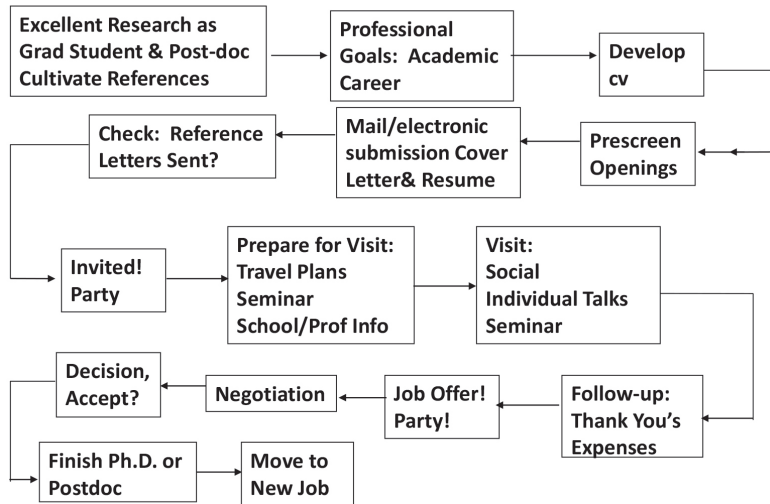 Excellent Research as
Grad Student & Post-doc
Cultivate References
Professional
Goals:  Academic
Career
Develop
cv
Prescreen
Openings
Mail/electronic
submission Cover
Letter& Resume
Check:  Reference
Letters Sent?
Invited!
Party
Prepare for Visit:
Travel Plans
Seminar
School/Prof Info
Visit:
Social
Individual Talks
Seminar
Follow-up:
Thank You's
Expenses
Job Offer!
Party!
Negotiation
Decision,
Accept?
Finish Ph.D. or
Postdoc
Move to
New Job